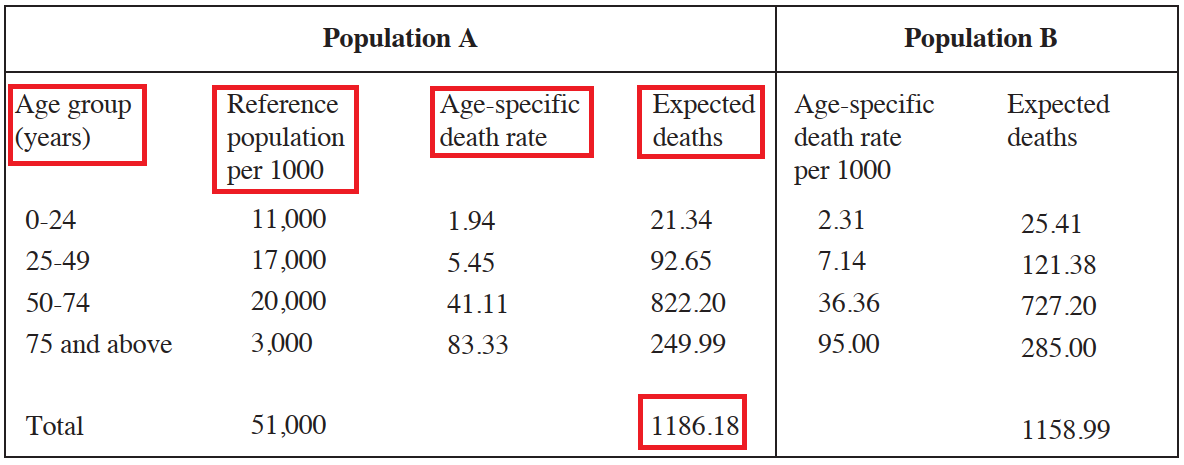 Population A Population B
Age group Reference Age-specific Expected Age-specific Expected
(years) population death rate deaths death rate deaths
per 1000 per 1000
0-24 11,000 1.94 21.34 2.31 25.41
25-49 17,000 5.45 92.65 7.14 121.38
50-74 20,000 41.11 822.20 36.36 727.20
75 and above 3,000 83.33 249.99 95.00 285.00
Total 51,000 1186.18 1158.99